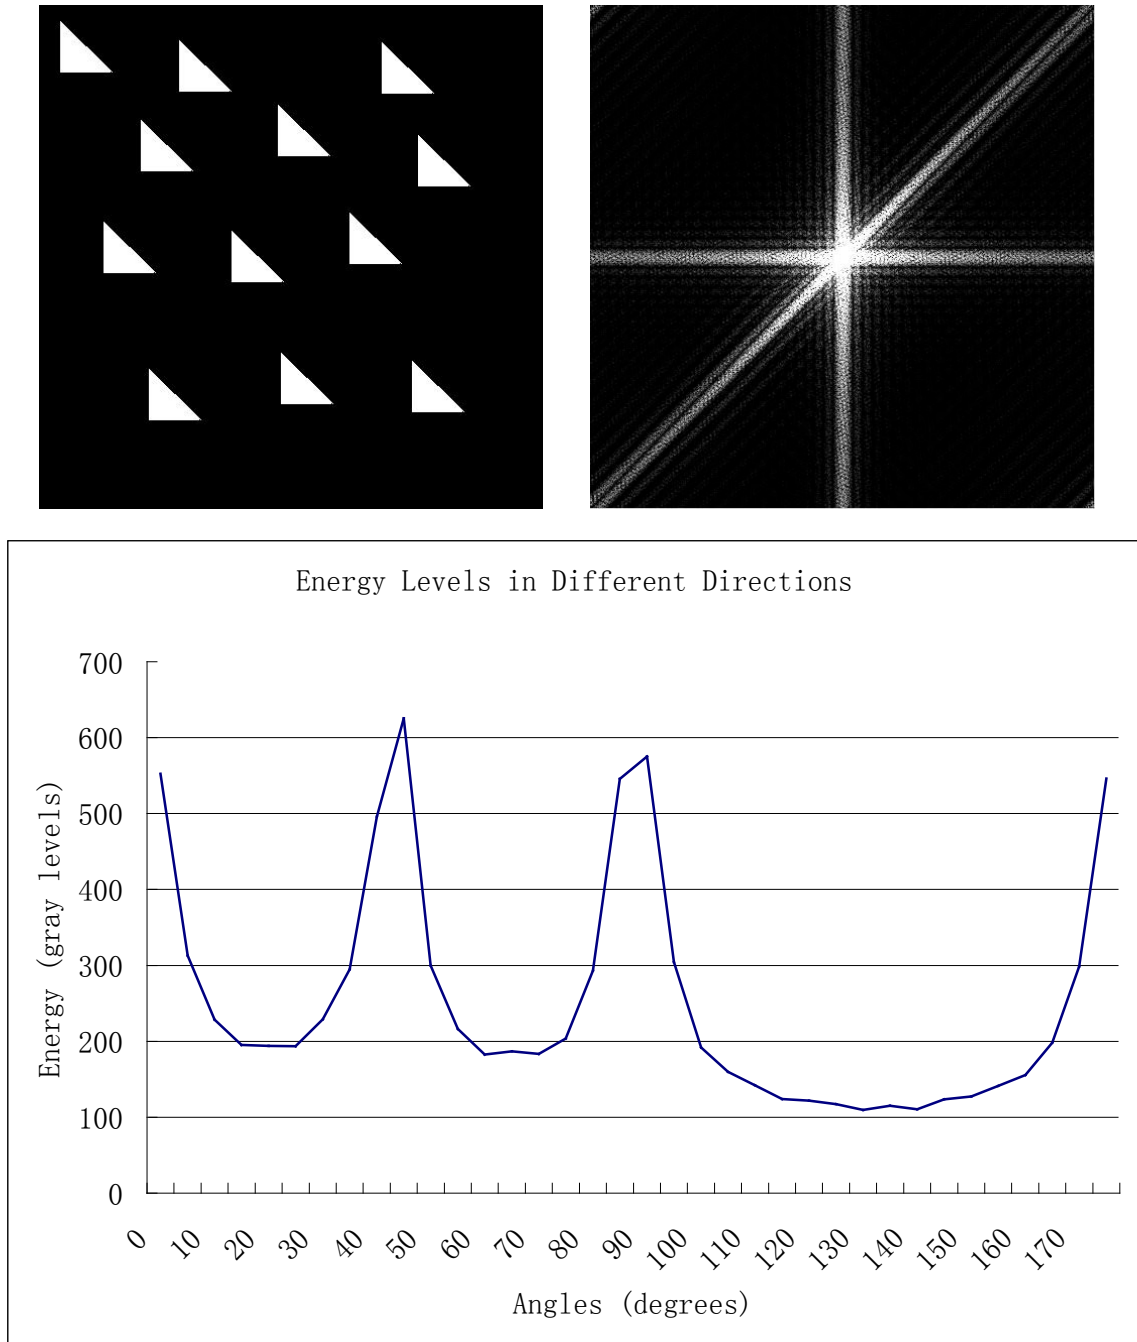 Energy Levels in Different Directions
700
600
500
400
300
200
100
0
Energy (gray levels)
0 10 20 30 40 50 60 70 80 90 100 110 120 130 140 150 160 170
Angles (degrees)